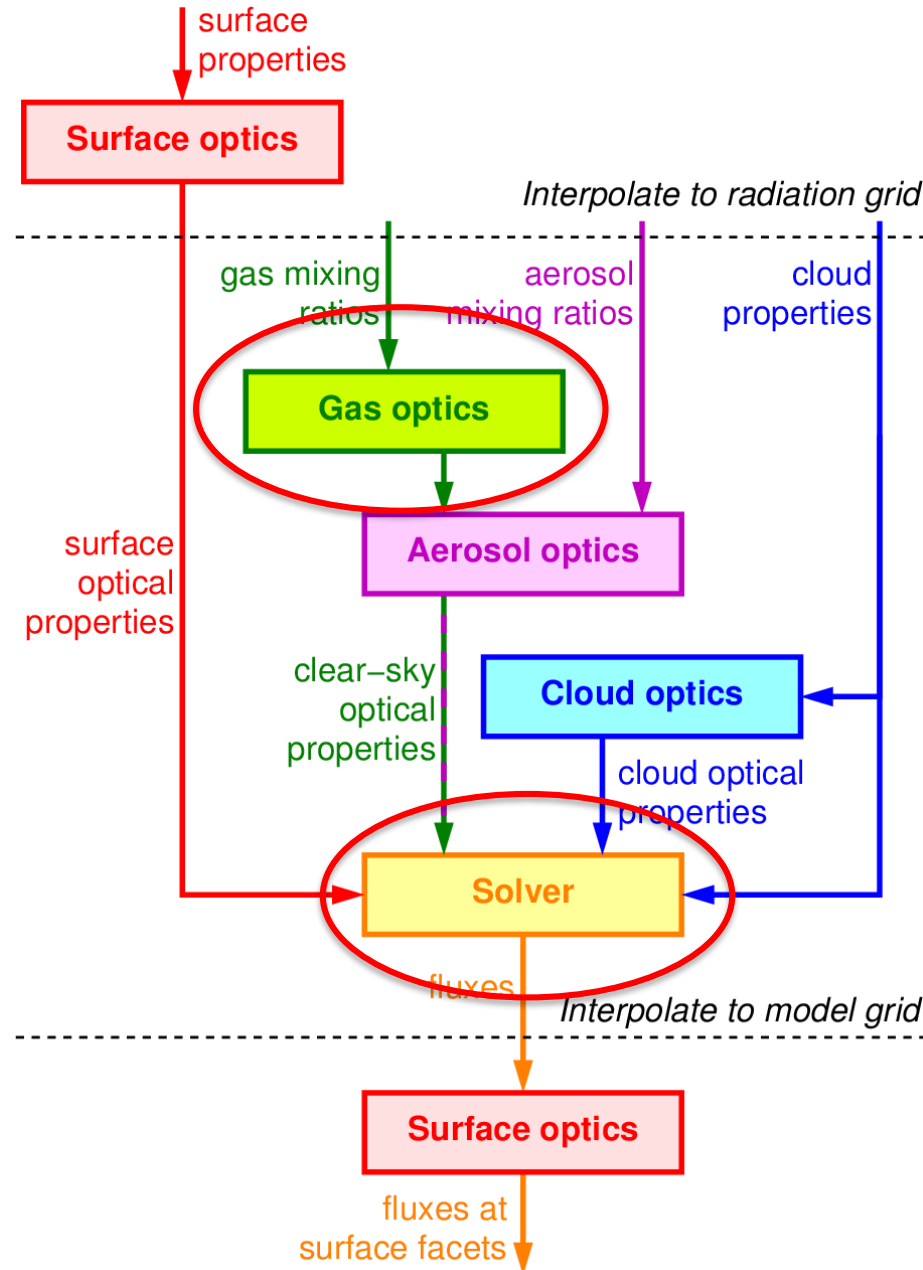 surface
properties
Surface optics
Interpolate to radiation grid
gas mixing
ratios
aerosol
mixing ratios
cloud
properties
Gas optics
surface
optical
properties
Aerosol optics
clear−sky
optical
properties
Cloud optics
cloud optical
properties
Solver
fluxes
Interpolate to model grid
Surface optics
fluxes at
surface facets